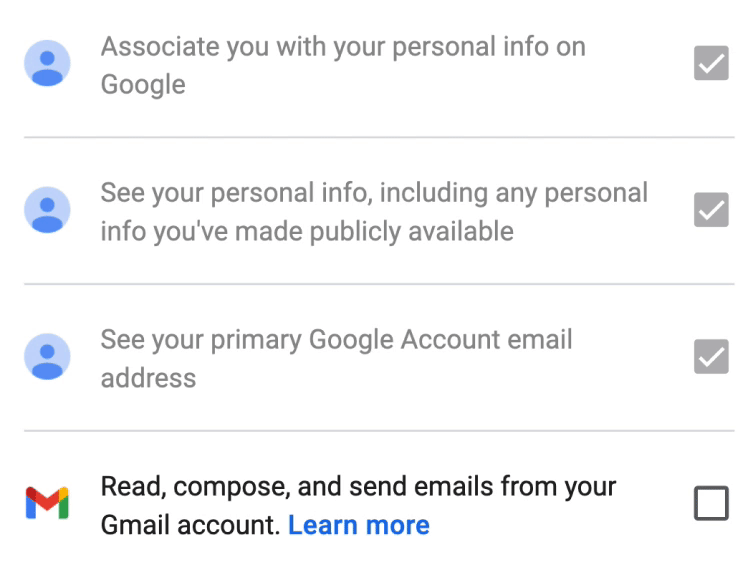 Associate you with your personal info on
Google
See your personal info, including any personal
info you've made publicly available
See your primary Google Account email
address
Read, compose, and send emails from your
Gmail account. Learn more